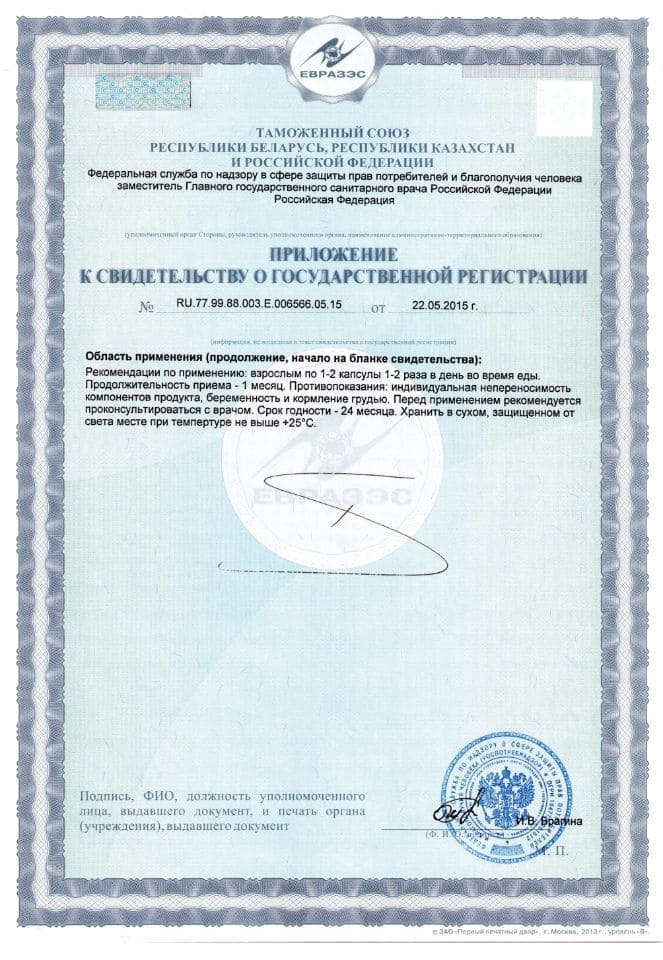 ЕВРАЗЭС
ТАМОЖЕННЫЙ СОЮЗ
РЕСПУБЛИКИ БЕЛАРУСЬ, РЕСПУБЛИКИ КАЗАХСТАН
И РОССИЙСКОЙ ФЕДЕРАЦИИ
Федеральная служба по надзору в сфере защиты прав потребителей и благополучия человека
заместитель Главного государственного санитарного врача Российской Федерации
Российская Федерация
(уполномоченный орган Стороны, руководитель уполномоченного органа, наименование административно-территориального образования)
ПРИЛОЖЕНИЕ
К СВИДЕТЕЛЬСТВУ О ГОСУДАРСТВЕННОЙ РЕГИСТРАЦИИ
№ RU.77.99.88.003.Е.006566.05.15 от 22.05.2015 г.
(информация, не вошедшая в текст свидетельства о государственной регистрации)
Область применения (продолжение, начало на бланке свидетельства):
Рекомендации по применению: взрослым по 1-2 капсулы 1-2 раза в день во время еды.
Продолжительность приема - 1 месяц. Противопоказания: индивидуальная непереносимость
компонентов продукта, беременность и кормление грудью. Перед применением рекомендуется
проконсультироваться с врачом. Срок годности - 24 месяца. Хранить в сухом, защищенном от
света месте при темпертуре не выше +25°С.
ЕВРАЗЭС
Подпись, ФИО, должность уполномоченного
лица, выдавшего документ, и печать органа
(учреждения), выдавшего документ
И.В. Брагина
М. П.
© ЗАО «Первый печатный двор», г. Москва, 2013 г., уровень «В».